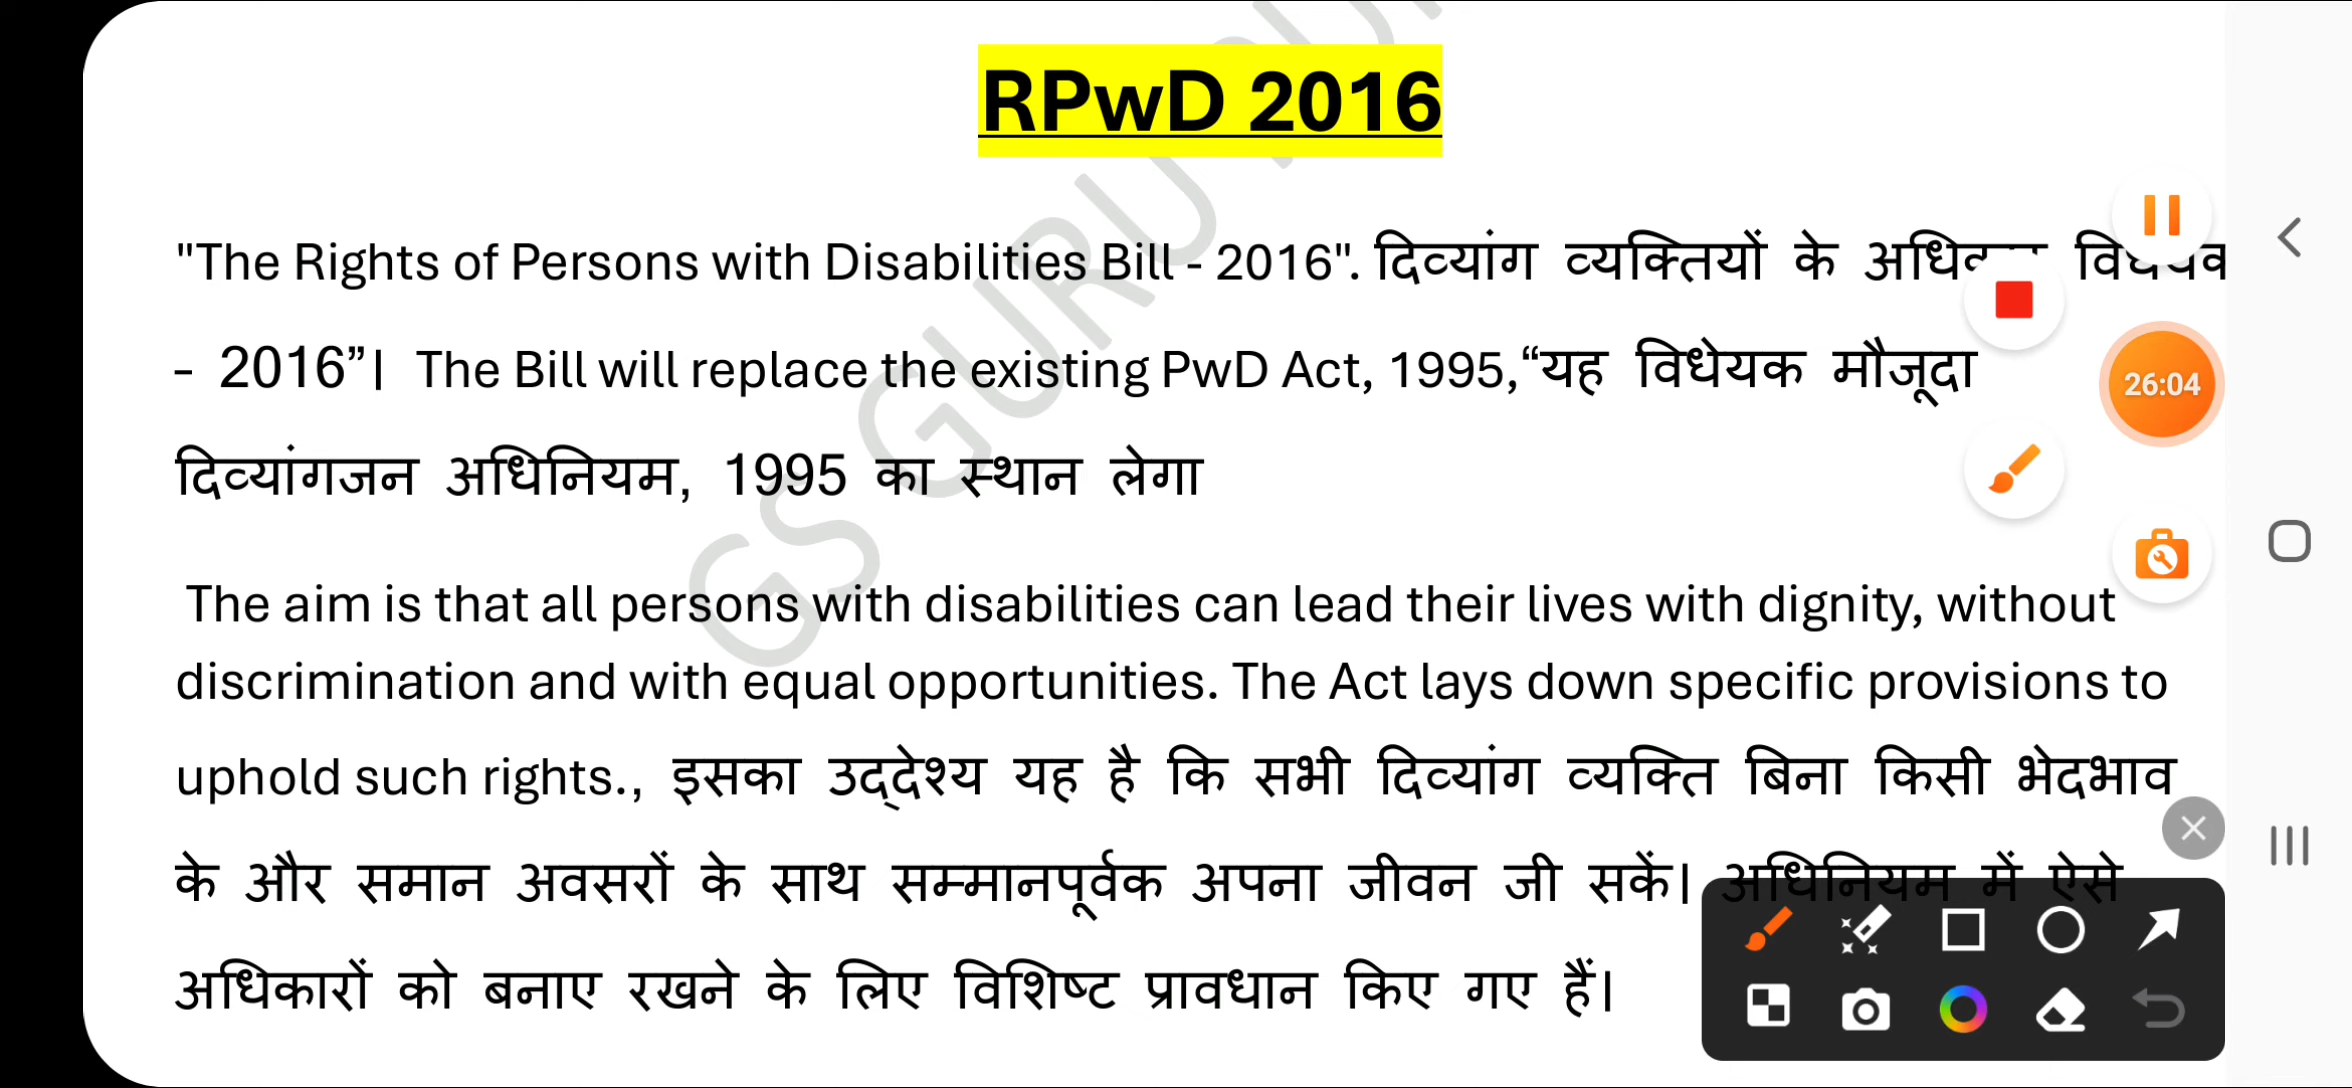 RPwD 2016
"The Rights of Persons with Disabilities Bill - 2016". दिव्यांग व्यक्तियों के
- 2016”| The Bill will replace the existing PwD Act, 1995,“यह विधेयक मौजूदा
26:04
दिव्यांगजन अधिनियम, 1995 का स्थान लेगा
The aim is that all persons with disabilities can lead their lives with dignity, without
discrimination and with equal opportunities. The Act lays down specific provisions to
uphold such rights., इसका उद्देश्य यह है कि सभी दिव्यांग व्यक्ति बिना किसी भेदभाव
के और समान अवसरों के साथ सम्मानपूर्वक अपना जीवन जी सकें| अधिनियम में ऐसे
अधिकारों को बनाए रखने के लिए विशिष्ट प्रावधान किए गए हैं|
GS GURU